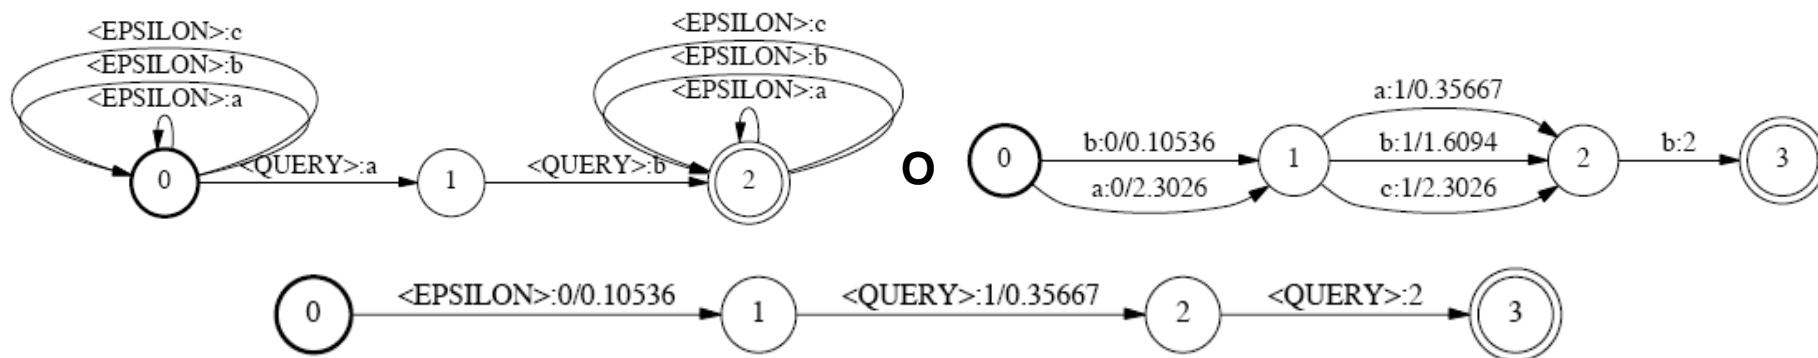 <EPSILON>:c
<EPSILON>:b
<EPSILON>:a
0
<QUERY>:a
1
<QUERY>:b
<EPSILON>:c
<EPSILON>:b
<EPSILON>:a
2
O
0
b:0/0.10536
a:0/2.3026
1
a:1/0.35667
b:1/1.6094
c:1/2.3026
2
b:2
3
0
<EPSILON>:0/0.10536
1
<QUERY>:1/0.35667
2
<QUERY>:2
3